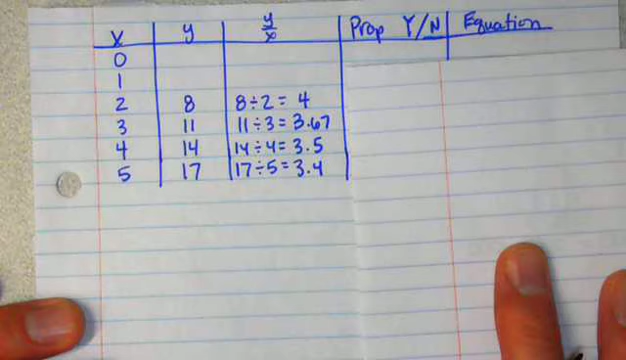 x y y/x Prop Y/N Equation
0
1
2 8 8÷2 = 4
3 11 11÷3 = 3.67
4 14 14÷4 = 3.5
5 17 17÷5 = 3.4